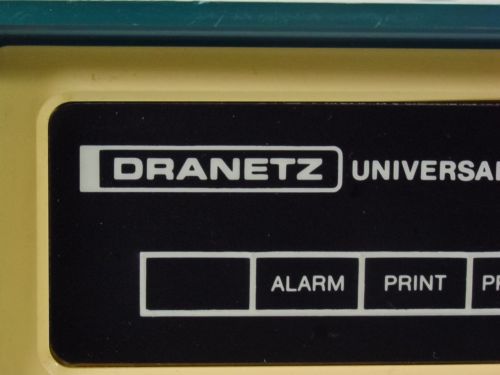 DRANETZ UNIVERSA
ALARM PRINT P